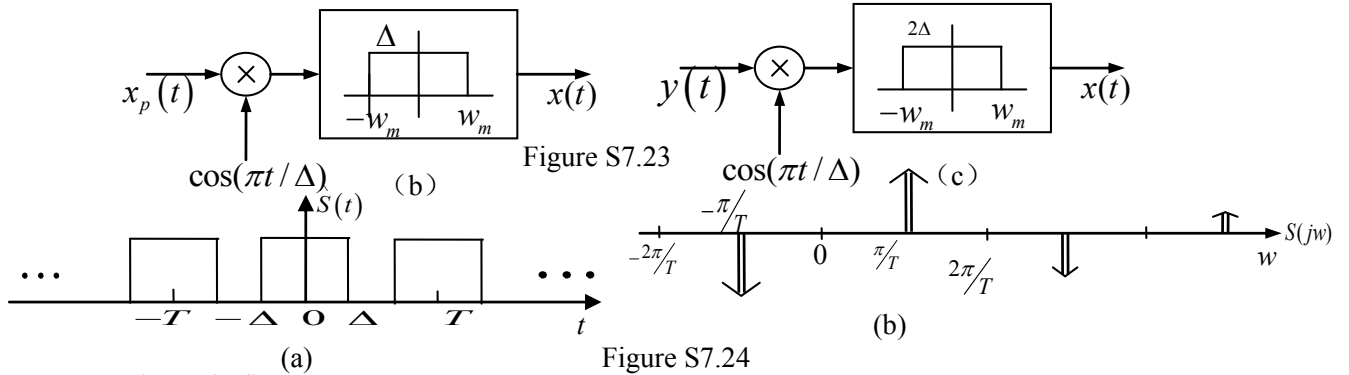 Δ
2Δ
x_p(t)
−w_m
w_m
x(t)
y(t)
−w_m
w_m
x(t)
cos(πt/Δ)
（b）
Figure S7.23
cos(πt/Δ)
（c）
S(t)
−π/T
S(jw)
−2π/T
0
π/T
2π/T
w
... ...
−T −Δ 0 Δ T t
(a)
Figure S7.24
(b)